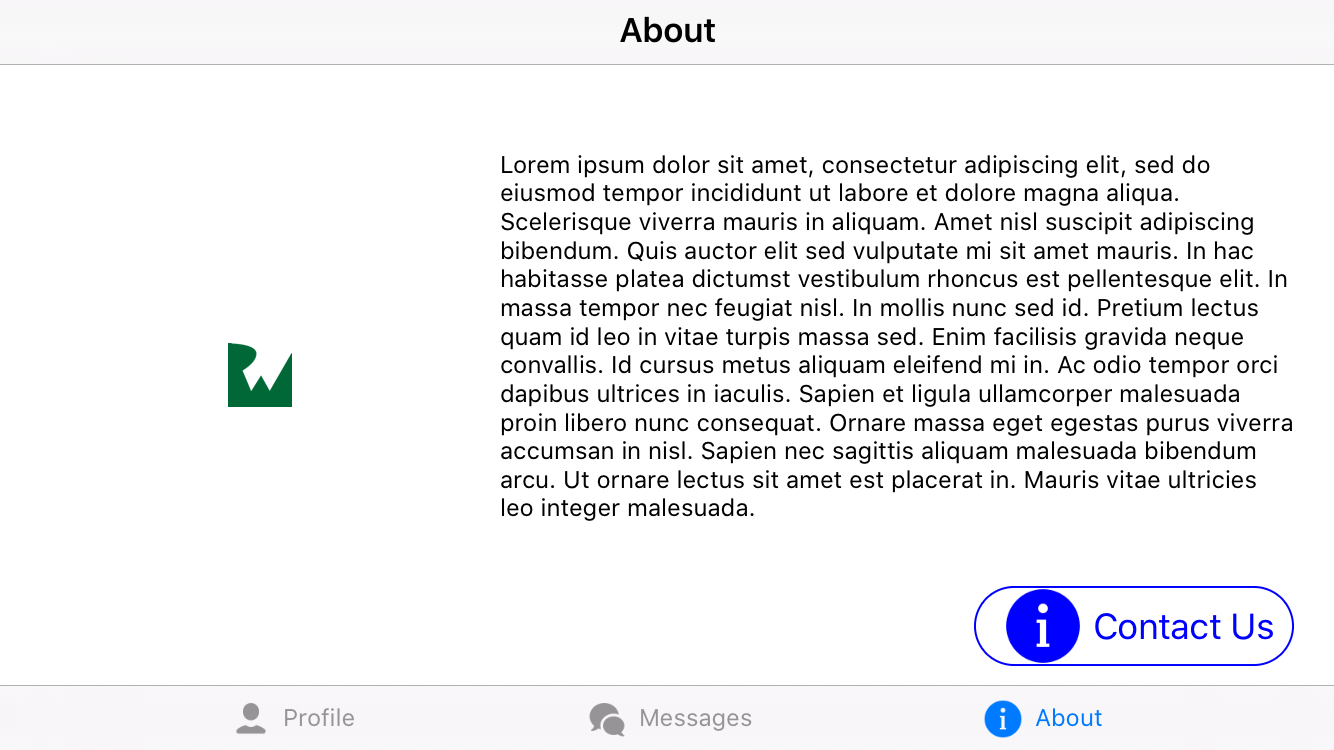 About
Lorem ipsum dolor sit amet, consectetur adipiscing elit, sed do
eiusmod tempor incididunt ut labore et dolore magna aliqua.
Scelerisque viverra mauris in aliquam. Amet nisl suscipit adipiscing
bibendum. Quis auctor elit sed vulputate mi sit amet mauris. In hac
habitasse platea dictumst vestibulum rhoncus est pellentesque elit. In
massa tempor nec feugiat nisl. In mollis nunc sed id. Pretium lectus
quam id leo in vitae turpis massa sed. Enim facilisis gravida neque
convallis. Id cursus metus aliquam eleifend mi in. Ac odio tempor orci
dapibus ultrices in iaculis. Sapien et ligula ullamcorper malesuada
proin libero nunc consequat. Ornare massa eget egestas purus viverra
accumsan in nisl. Sapien nec sagittis aliquam malesuada bibendum
arcu. Ut ornare lectus sit amet est placerat in. Mauris vitae ultricies
leo integer malesuada.
Contact Us
Profile
Messages
About